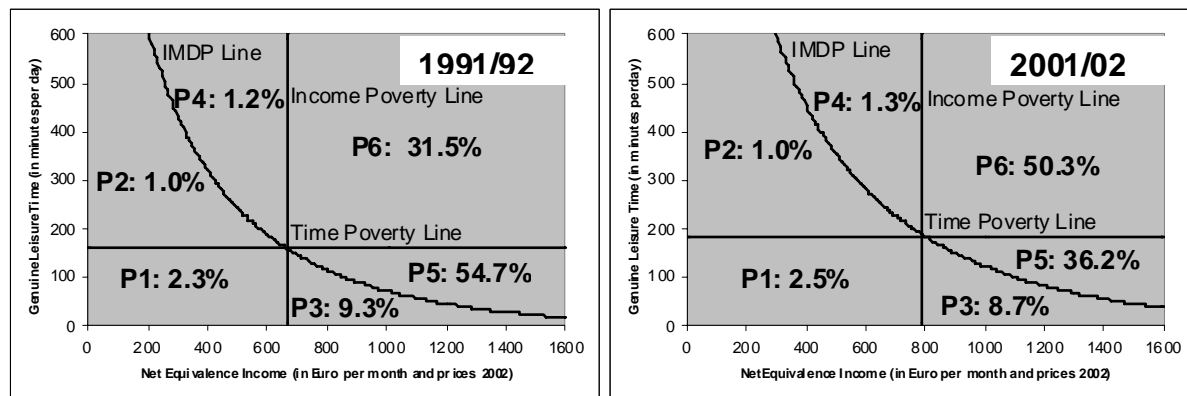 600
500
400
300
200
100
0
Genuine Leisure Time (in minutes per day)
IMDP Line
1991/92
P4: 1.2%
Income Poverty Line
P6: 31.5%
P2: 1.0%
Time Poverty Line
P1: 2.3%
P5: 54.7%
P3: 9.3%
0 200 400 600 800 1000 1200 1400 1600
Net Equivalence Income (in Euro per month and prices 2002)
600
500
400
300
200
100
0
Genuine Leisure Time (in minutes per day)
IMDP Line
2001/02
P4: 1.3%
Income Poverty Line
P2: 1.0%
P6: 50.3%
Time Poverty Line
P5: 36.2%
P1: 2.5%
P3: 8.7%
0 200 400 600 800 1000 1200 1400 1600
Net Equivalence Income (in Euro per month and prices 2002)